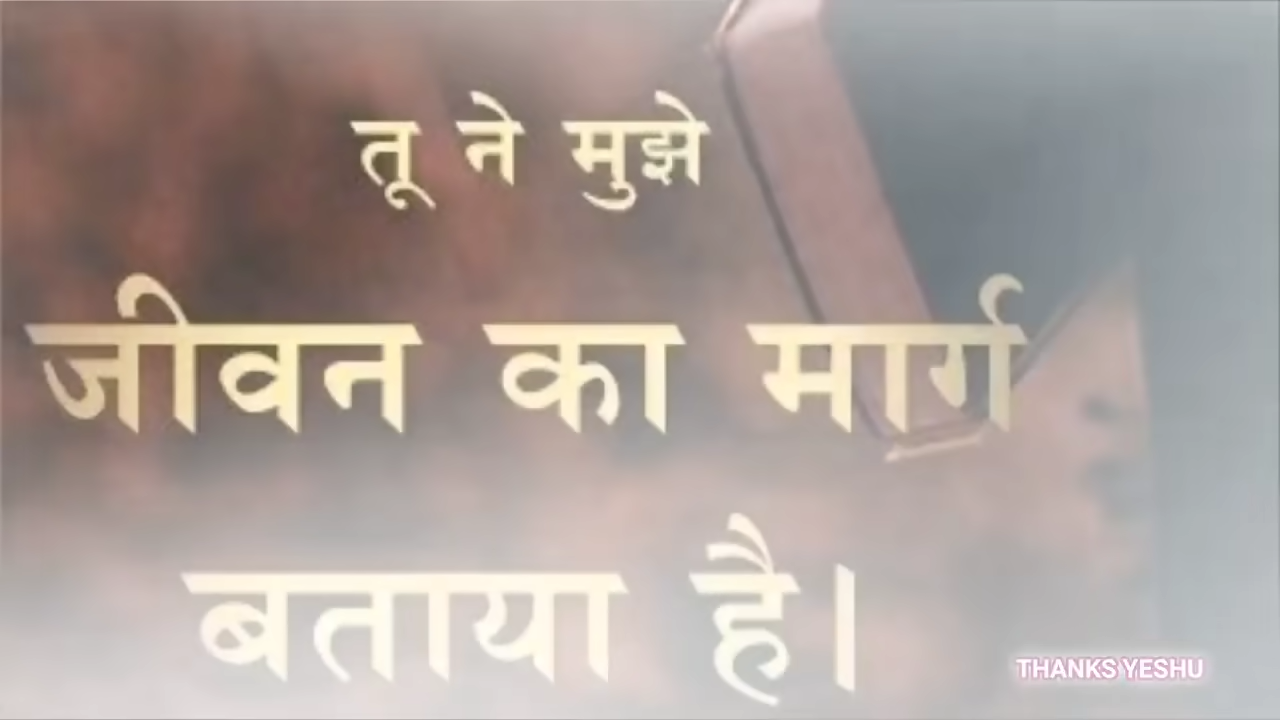 तू ने मुझे
जीवन का मार्ग
बताया है।
THANKS YESHU